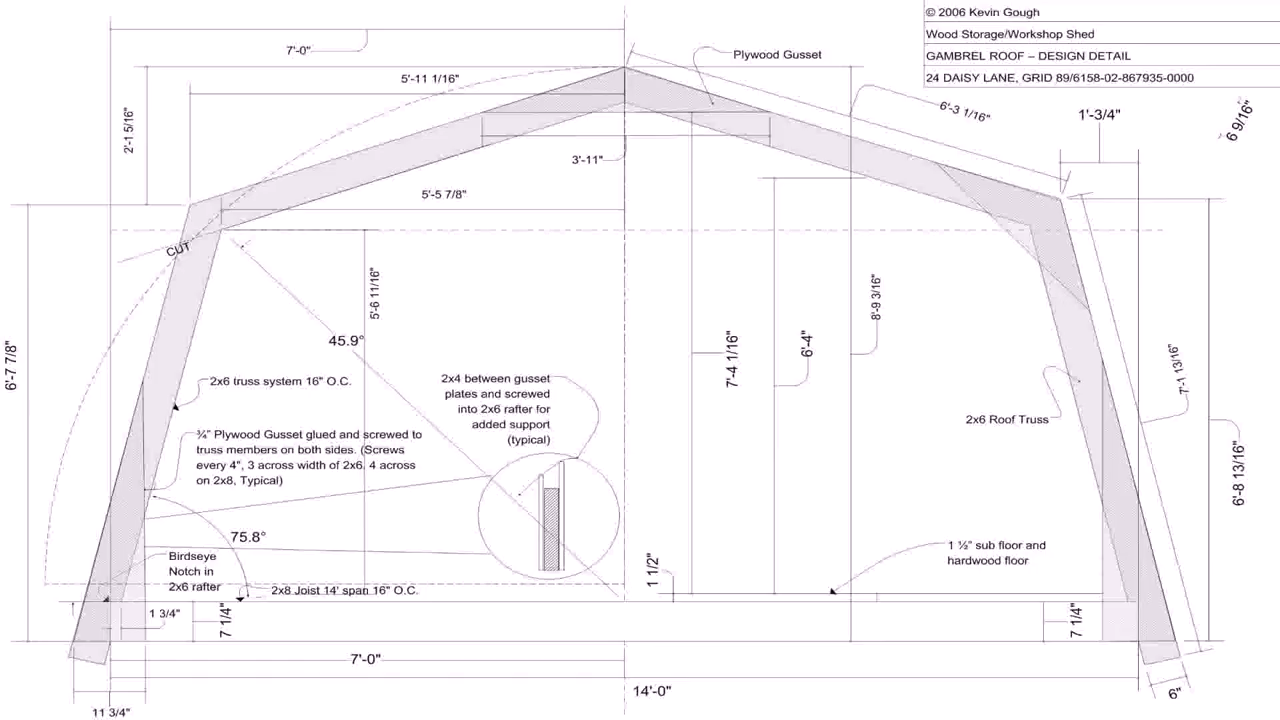 © 2006 Kevin Gough
Wood Storage/Workshop Shed
GAMBREL ROOF – DESIGN DETAIL
24 DAISY LANE, GRID 89/6158-02-867935-0000
7'-0"
Plywood Gusset
5'-11 1/16"
6'-3 1/16"
1'-3/4"
6 9/16"
2'-1 5/16"
3'-11"
5'-5 7/8"
CUT
5'-6 11/16"
8'-9 3/16"
45.9°
7'-4 1/16"
6'-4"
6'-7 7/8"
7'-1 13/16"
2x6 truss system 16" O.C.
2x4 between gusset
plates and screwed
into 2x6 rafter for
added support
(typical)
2x6 Roof Truss
¾" Plywood Gusset glued and screwed to
truss members on both sides. (Screws
every 4", 3 across width of 2x6. 4 across
on 2x8, Typical)
6'-8 13/16"
75.8°
Birdseye
Notch in
2x6 rafter
1 ½" sub floor and
hardwood floor
1 1/2"
2x8 Joist 14' span 16" O.C.
1 3/4"
7 1/4"
7 1/4"
7'-0"
14'-0"
6"
11 3/4"